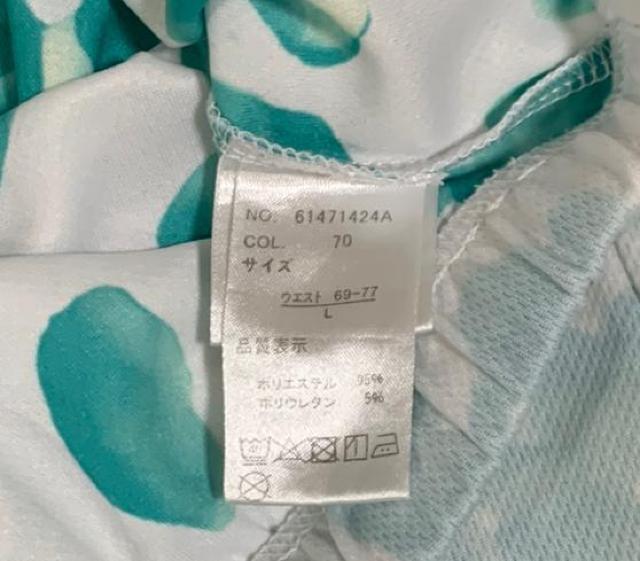 NO. 61471424A
COL. 70
サイズ
ウエスト 69-77
L
品質表示
ポリエステル 95%
ポリウレタン 5%